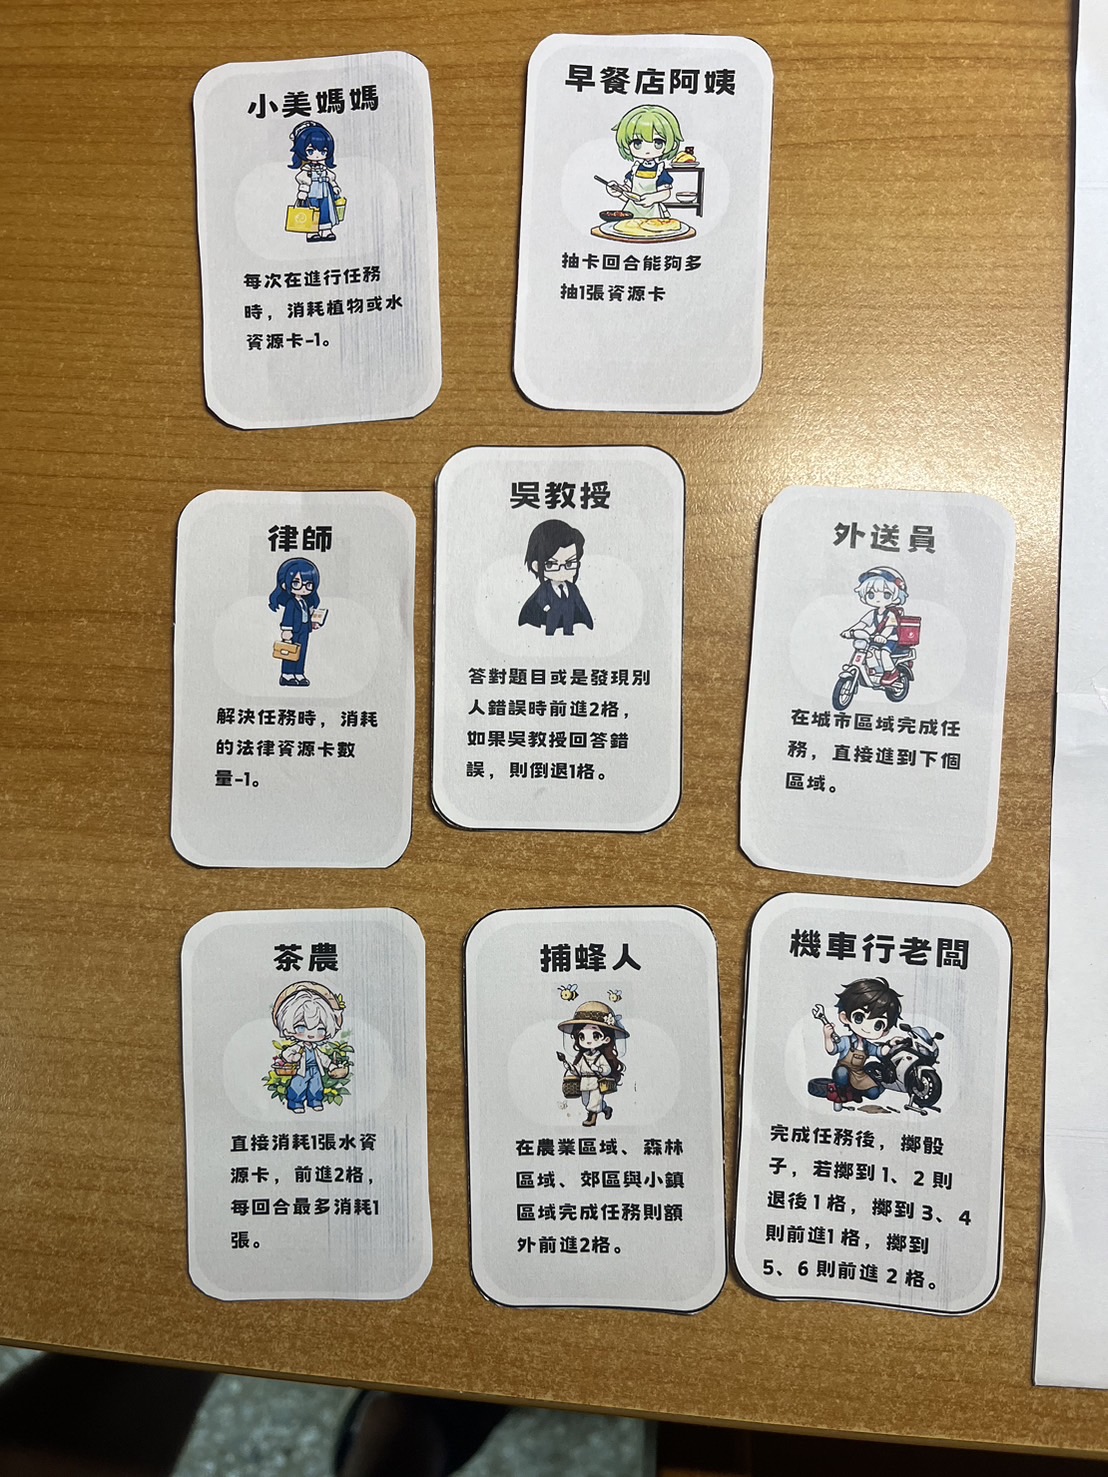 小美媽媽
每次在進行任務
時，消耗植物或水
資源卡-1。
早餐店阿姨
抽卡回合能夠多
抽1張資源卡
律師
解決任務時，消耗
的法律資源卡數
量-1。
吳教授
答對題目或是發現別
人錯誤時前進2格，
如果吳教授回答錯
誤，則倒退1格。
外送員
在城市區域完成任
務，直接進到下個
區域。
茶農
直接消耗1張水資
源卡，前進2格，
每回合最多消耗1
張。
捕蜂人
在農業區域、森林
區域、郊區與小鎮
區域完成任務則額
外前進2格。
機車行老闆
完成任務後，擲骰
子，若擲到1、2則
退後1格，擲到3、4
則前進1格，擲到
5、6則前進2格。